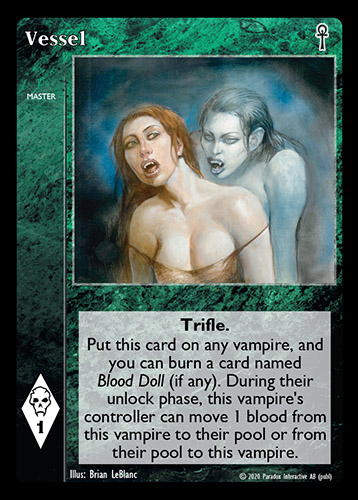 Vessel
MASTER
Trifle.
Put this card on any vampire, and
you can burn a card named
Blood Doll (if any). During their
unlock phase, this vampire's
controller can move 1 blood from
this vampire to their pool or from
their pool to this vampire.
1
Illus: Brian LeBlanc
© 2020 Paradox Interactive AB (publ)